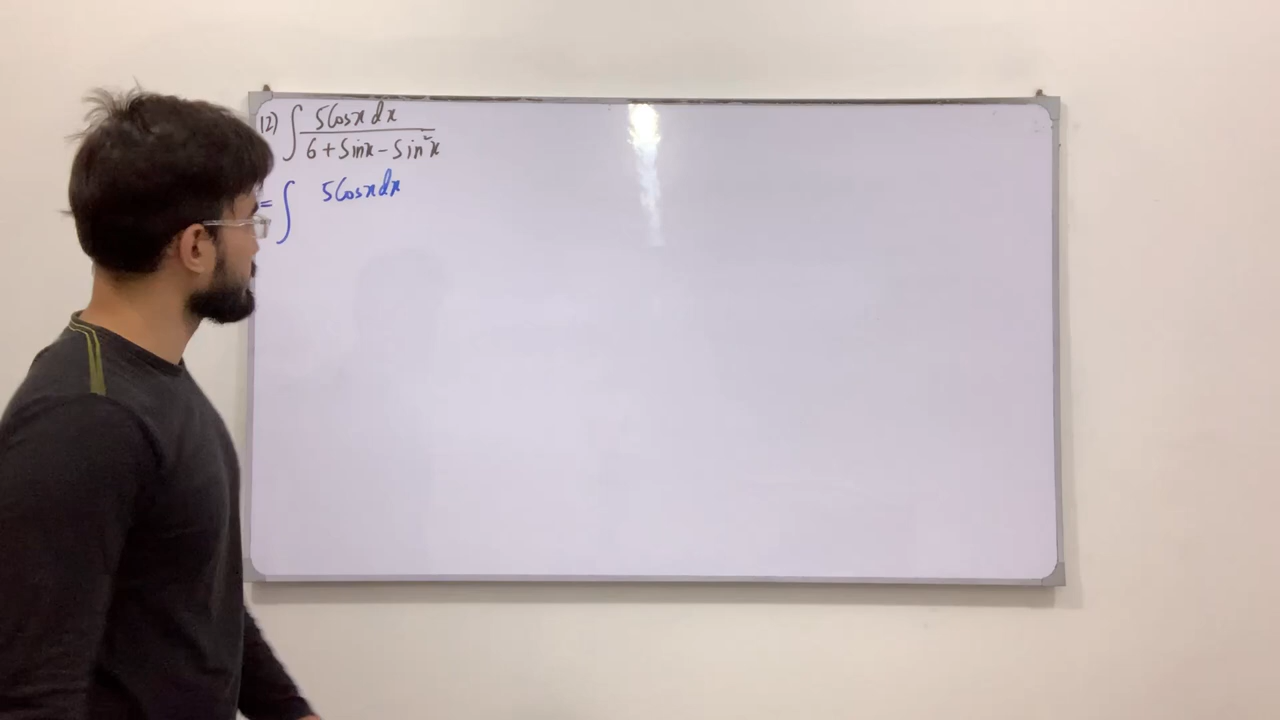 12) ∫ 5Cosx dx
6 + Sinx - Sin²x
= ∫ 5Cosx dx